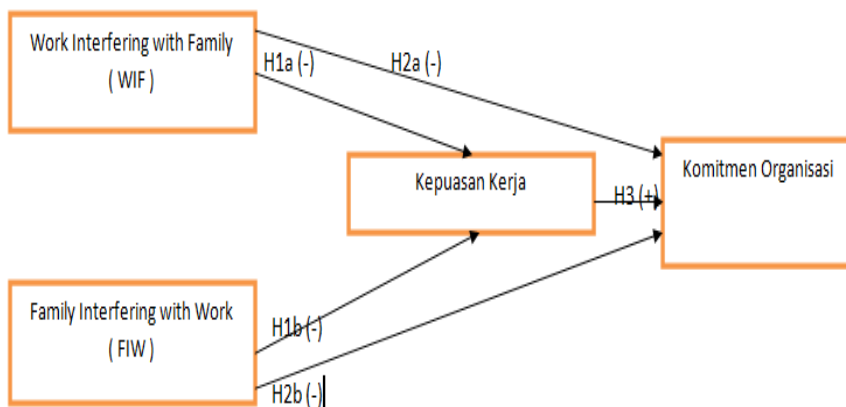 Work Interfering with Family
( WIF )
H1a (-)
H2a (-)
Kepuasan Kerja
H3 (+)
Komitmen Organisasi
Family Interfering with Work
( FIW )
H1b (-)
H2b (-)